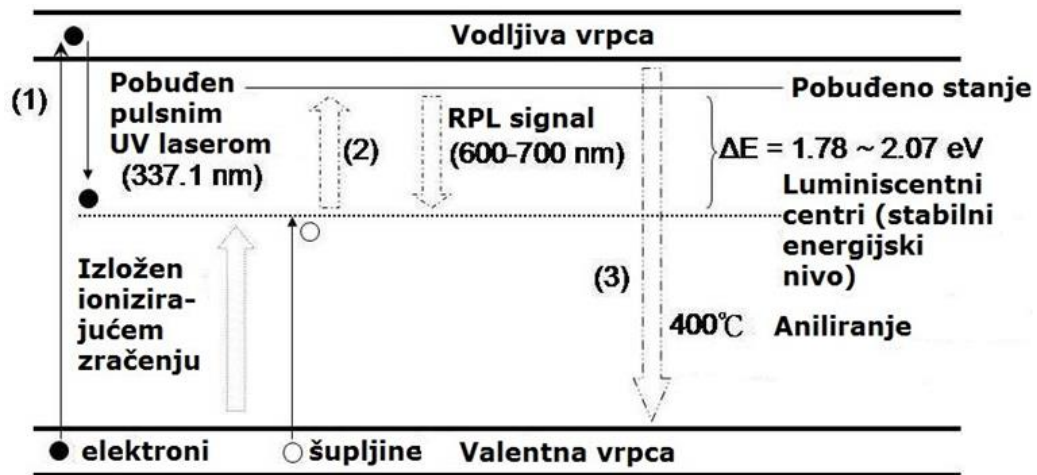 Vodljiva vrpca
(1)
Pobuđen
pulsnim
UV laserom
(337.1 nm)
(2)
RPL signal
(600-700 nm)
Pobuđeno stanje
ΔE = 1.78 ~ 2.07 eV
Luminiscentni
centri (stabilni
energijski
nivo)
Izložen
ionizira-
jućem
zračenju
(3)
400℃ Aniliranje
elektroni
šupljine
Valentna vrpca